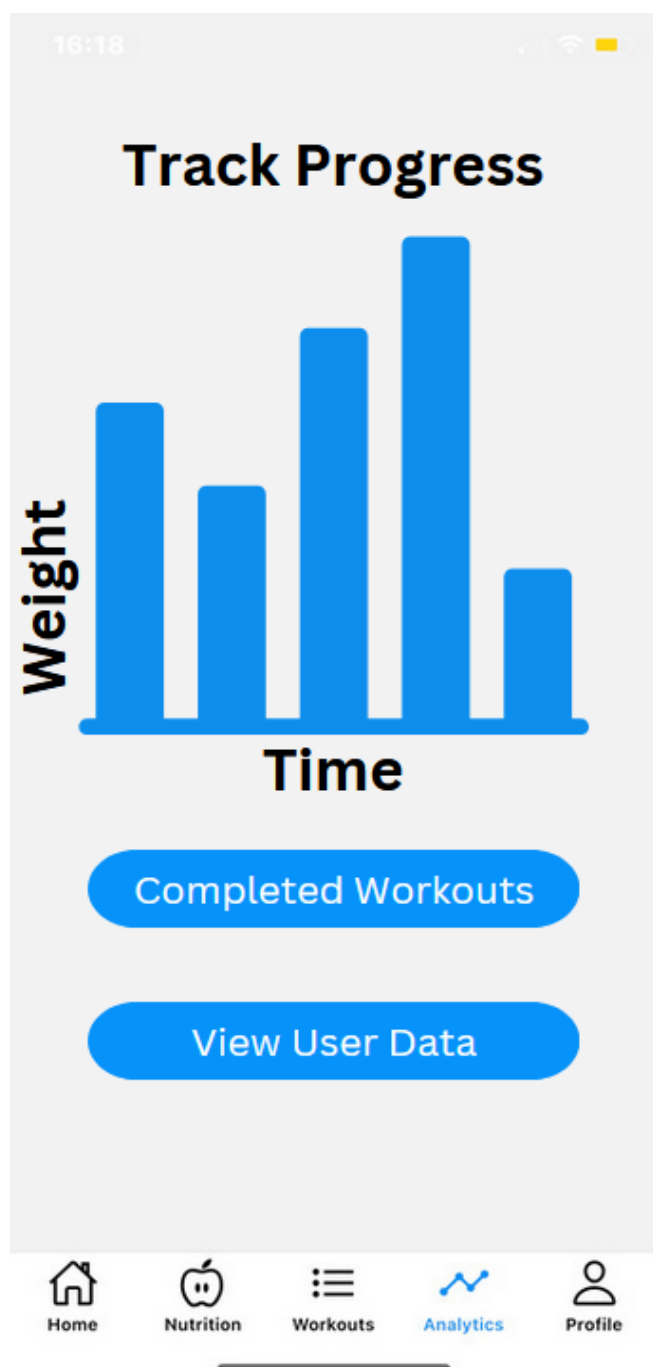 16:18
Track Progress
Weight
Time
Completed Workouts
View User Data
Home Nutrition Workouts Analytics Profile